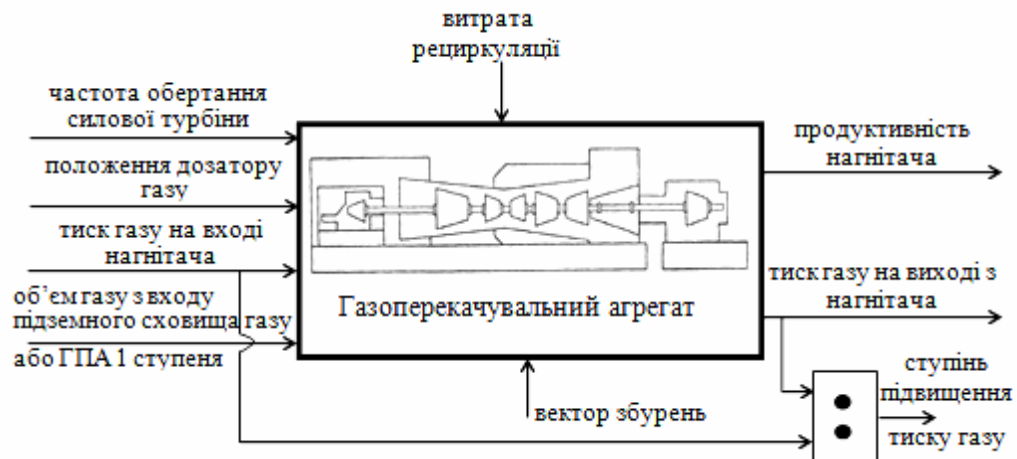 витрата
рециркуляції
частота обертання
силової турбіни
положення дозатору
газу
тиск газу на вході
нагнітача
об’єм газу з входу
підземного сховища газу
або ГПА 1 ступеня
Газоперекачувальний агрегат
вектор збурень
продуктивність
нагнітача
тиск газу на виході з
нагнітача
ступінь
підвищення
тиску газу